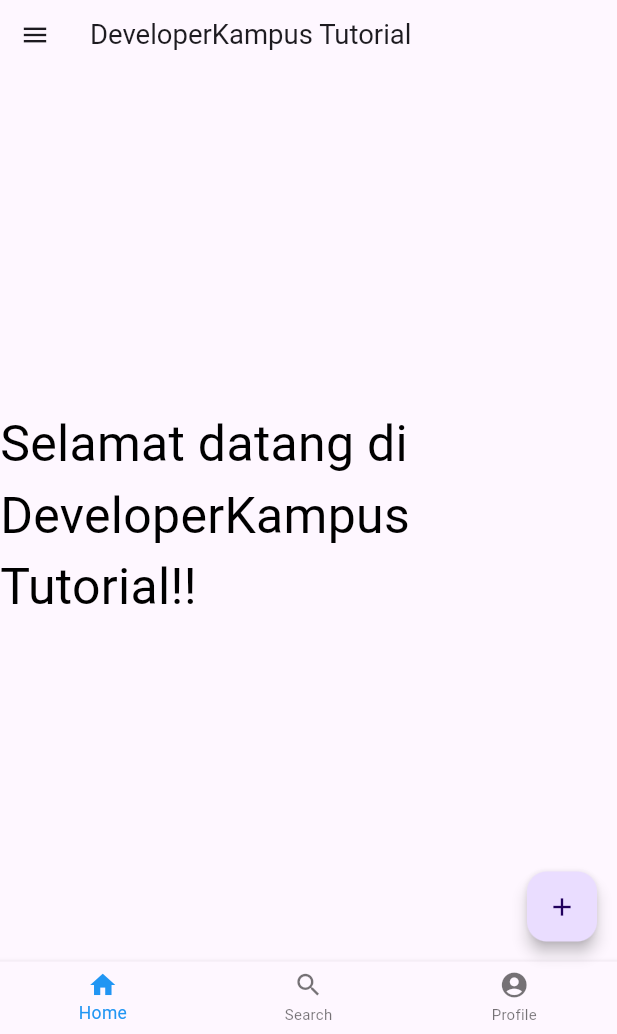 DeveloperKampus Tutorial
Selamat datang di
DeveloperKampus
Tutorial!!
Home
Search
Profile